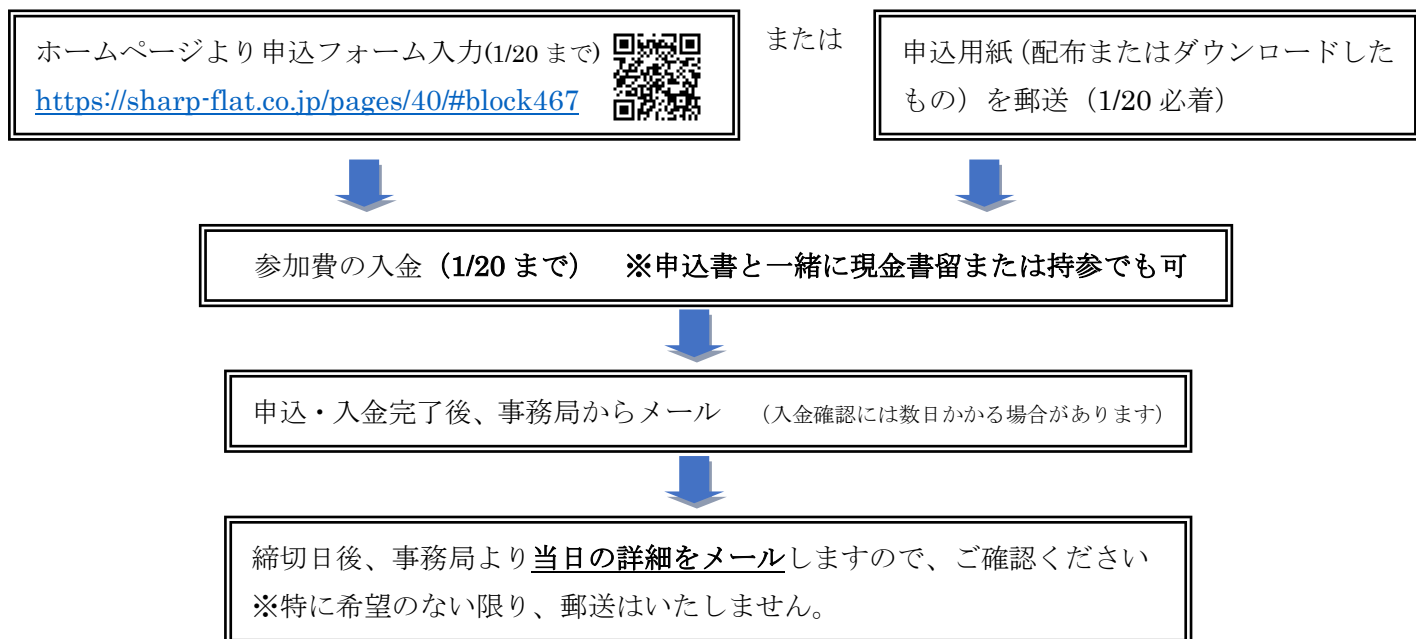 ホームページより申込フォーム入力(1/20 まで)
https://sharp-flat.co.jp/pages/40/#block467
または
申込用紙(配布またはダウンロードした
もの）を郵送（1/20 必着）
参加費の入金（1/20 まで）　※申込書と一緒に現金書留または持参でも可
申込・入金完了後、事務局からメール　（入金確認には数日かかる場合があります）
締切日後、事務局より当日の詳細をメールしますので、ご確認ください
※特に希望のない限り、郵送はいたしません。